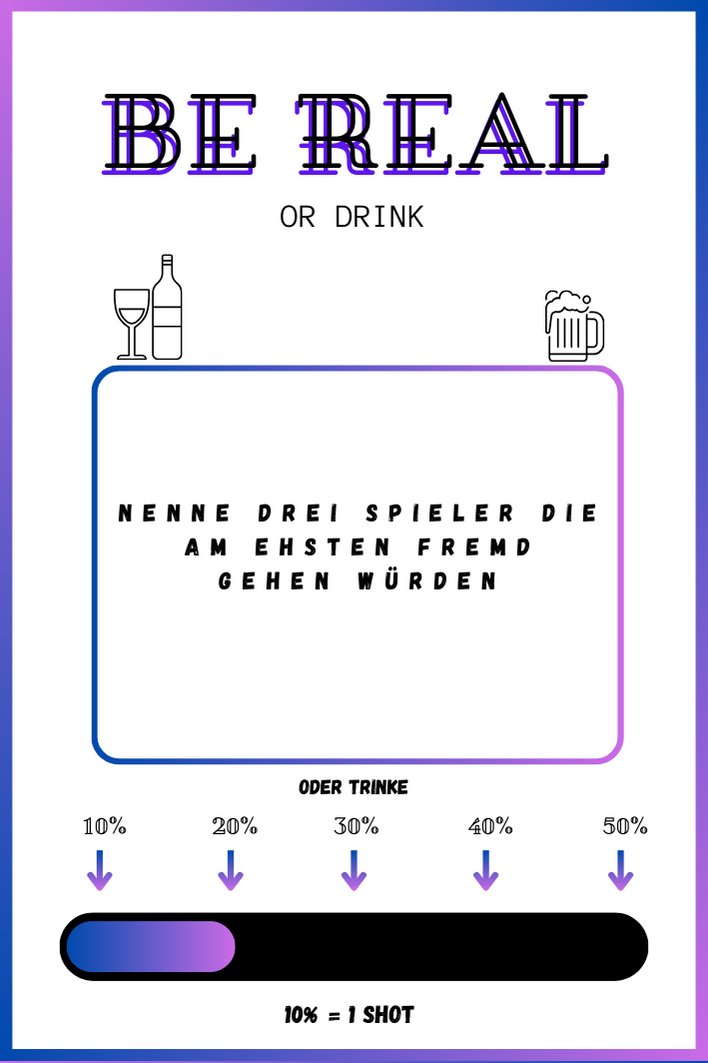 BE REAL
OR DRINK
NENNE DREI SPIELER DIE
AM EHSTEN FREMD
GEHEN WÜRDEN
ODER TRINKE
10% 20% 30% 40% 50%
10% = 1 SHOT